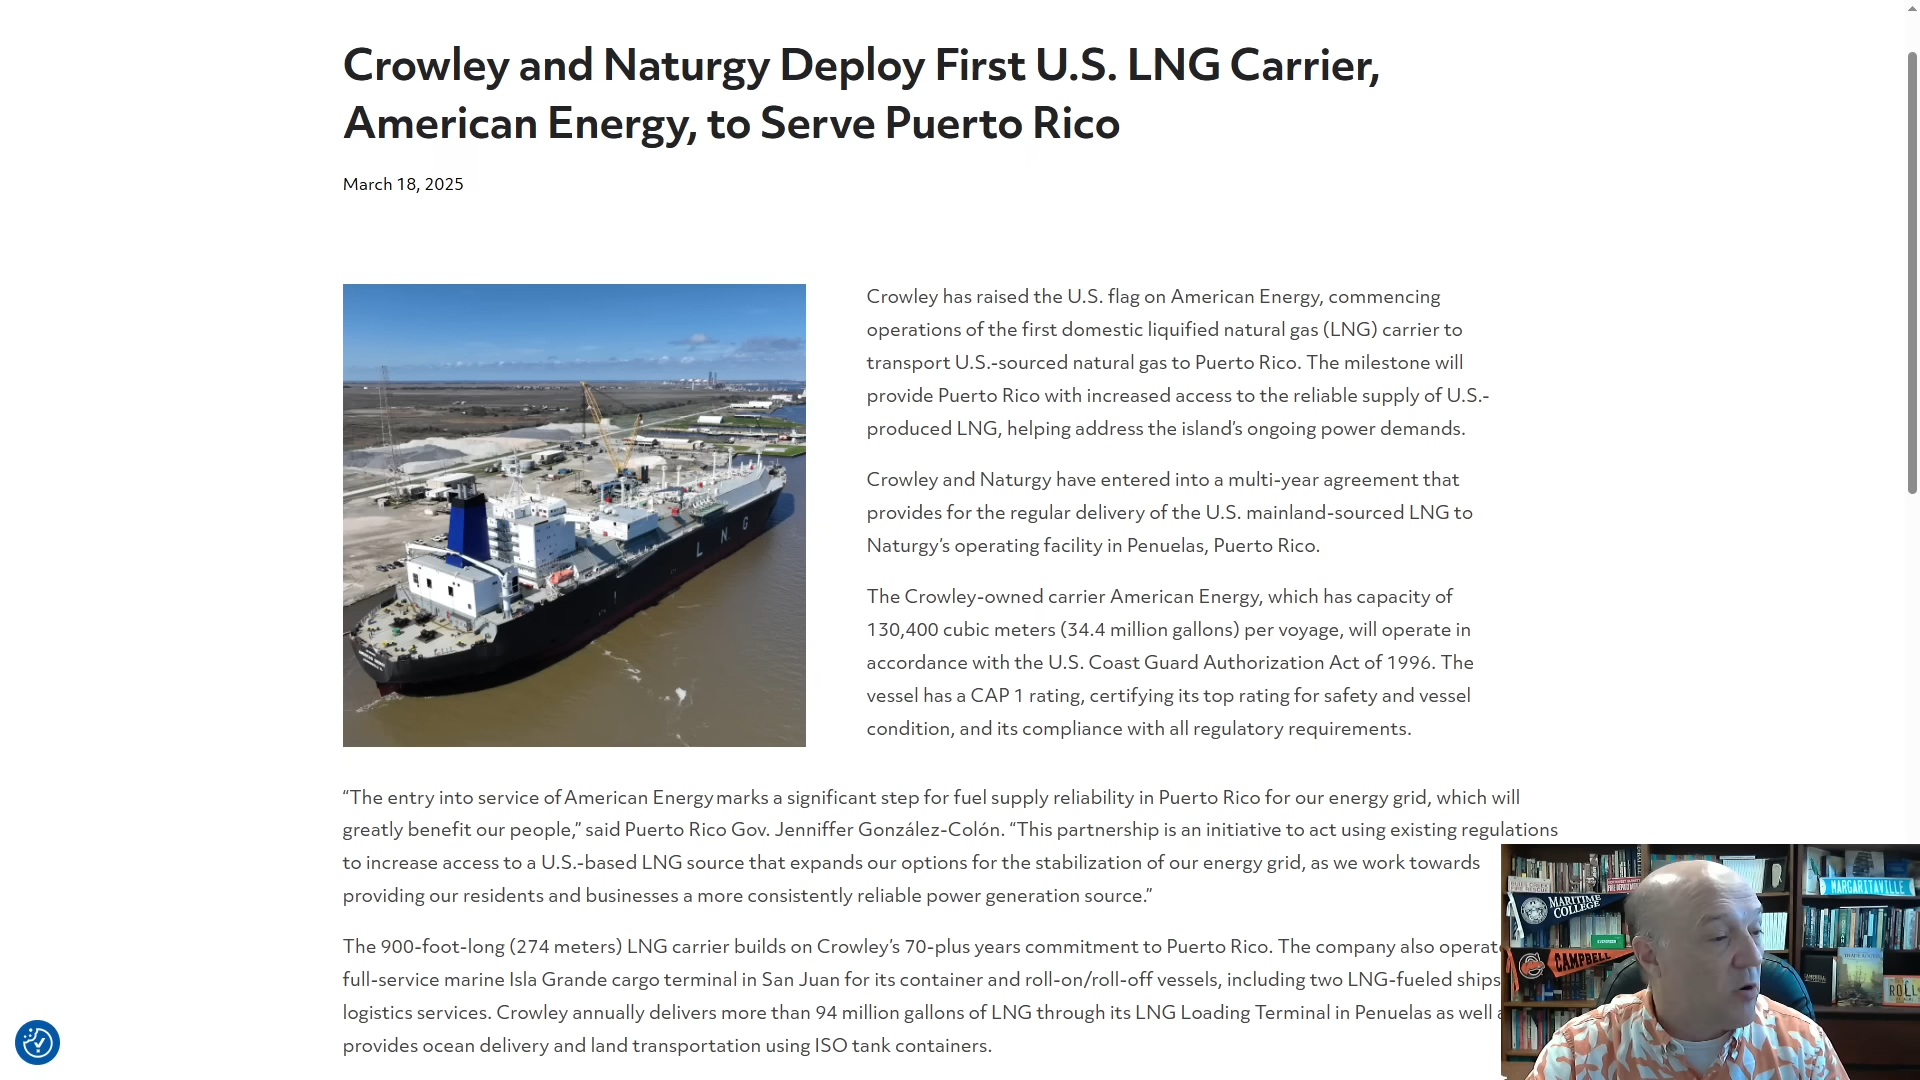 Crowley and Naturgy Deploy First U.S. LNG Carrier,
American Energy, to Serve Puerto Rico
March 18, 2025
Crowley has raised the U.S. flag on American Energy, commencing
operations of the first domestic liquified natural gas (LNG) carrier to
transport U.S.-sourced natural gas to Puerto Rico. The milestone will
provide Puerto Rico with increased access to the reliable supply of U.S.-
produced LNG, helping address the island’s ongoing power demands.
Crowley and Naturgy have entered into a multi-year agreement that
provides for the regular delivery of the U.S. mainland-sourced LNG to
Naturgy’s operating facility in Penuelas, Puerto Rico.
The Crowley-owned carrier American Energy, which has capacity of
130,400 cubic meters (34.4 million gallons) per voyage, will operate in
accordance with the U.S. Coast Guard Authorization Act of 1996. The
vessel has a CAP 1 rating, certifying its top rating for safety and vessel
condition, and its compliance with all regulatory requirements.
L N G
“The entry into service of American Energy marks a significant step for fuel supply reliability in Puerto Rico for our energy grid, which will
greatly benefit our people,” said Puerto Rico Gov. Jenniffer González-Colón. “This partnership is an initiative to act using existing regulations
to increase access to a U.S.-based LNG source that expands our options for the stabilization of our energy grid, as we work towards
providing our residents and businesses a more consistently reliable power generation source.”
The 900-foot-long (274 meters) LNG carrier builds on Crowley’s 70-plus years commitment to Puerto Rico. The company also operat
full-service marine Isla Grande cargo terminal in San Juan for its container and roll-on/roll-off vessels, including two LNG-fueled ships
logistics services. Crowley annually delivers more than 94 million gallons of LNG through its LNG Loading Terminal in Penuelas as well
provides ocean delivery and land transportation using ISO tank containers.
MARGARITAVILLE
MARITIME
COLLEGE
CAMPBELL
ROLL